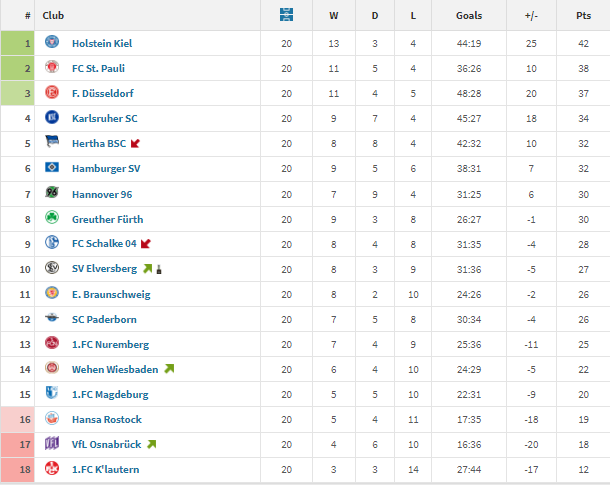 # Club W D L Goals +/- Pts
1 Holstein Kiel 20 13 3 4 44:19 25 42
2 FC St. Pauli 20 11 5 4 36:26 10 38
3 F. Düsseldorf 20 11 4 5 48:28 20 37
4 Karlsruher SC 20 9 7 4 45:27 18 34
5 Hertha BSC 20 8 8 4 42:32 10 32
6 Hamburger SV 20 9 5 6 38:31 7 32
7 Hannover 96 20 7 9 4 31:25 6 30
8 Greuther Fürth 20 9 3 8 26:27 -1 30
9 FC Schalke 04 20 8 4 8 31:35 -4 28
10 SV Elversberg 20 8 3 9 31:36 -5 27
11 E. Braunschweig 20 8 2 10 24:26 -2 26
12 SC Paderborn 20 7 5 8 30:34 -4 26
13 1.FC Nuremberg 20 7 4 9 25:36 -11 25
14 Wehen Wiesbaden 20 6 4 10 24:29 -5 22
15 1.FC Magdeburg 20 5 5 10 22:31 -9 20
16 Hansa Rostock 20 5 4 11 17:35 -18 19
17 VfL Osnabrück 20 4 6 10 16:36 -20 18
18 1.FC K'lautern 20 3 3 14 27:44 -17 12